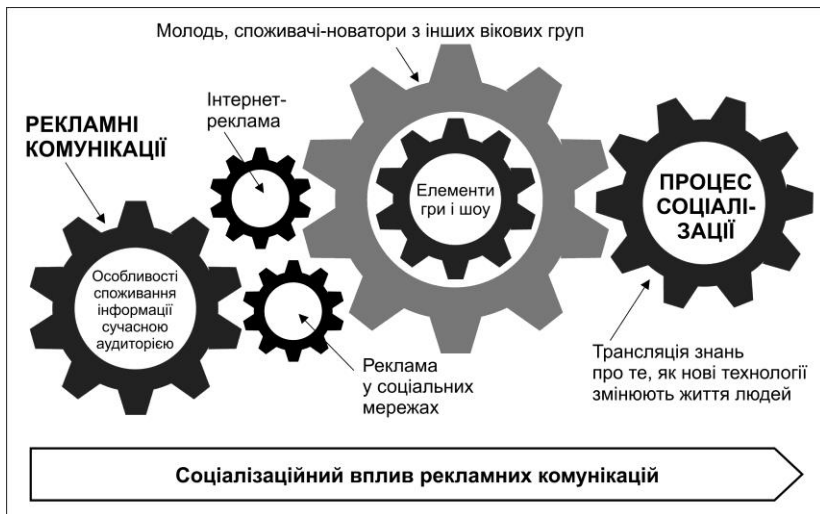 Молодь, споживачі-новатори з інших вікових груп
Інтернет-
реклама
РЕКЛАМНІ
КОМУНІКАЦІЇ
Особливості
споживання
інформації
сучасною
аудиторією
Елементи
гри і шоу
ПРОЦЕС
СОЦІАЛІ-
ЗАЦІЇ
Реклама
у соціальних
мережах
Трансляція знань
про те, як нові технології
змінюють життя людей
Соціалізаційний вплив рекламних комунікацій